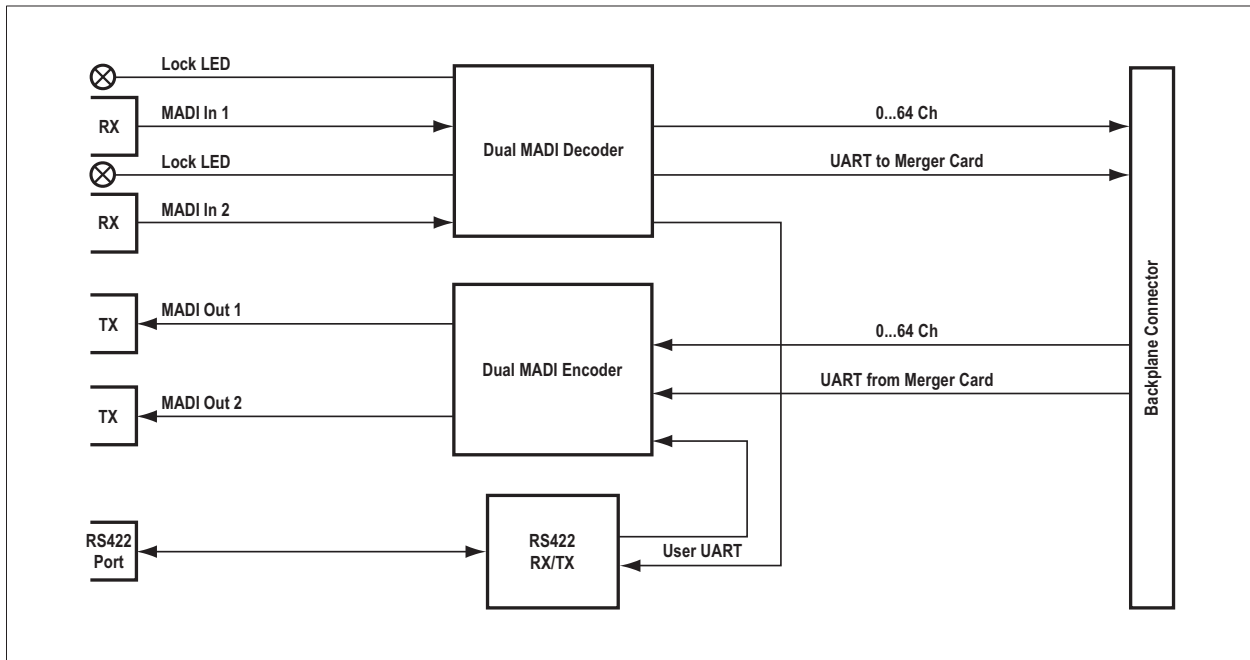 Lock LED
RX
MADI In 1
Lock LED
RX
MADI In 2
Dual MADI Decoder
0...64 Ch
UART to Merger Card
TX
MADI Out 1
TX
MADI Out 2
Dual MADI Encoder
0...64 Ch
UART from Merger Card
RS422
Port
RS422
RX/TX
User UART
Backplane Connector